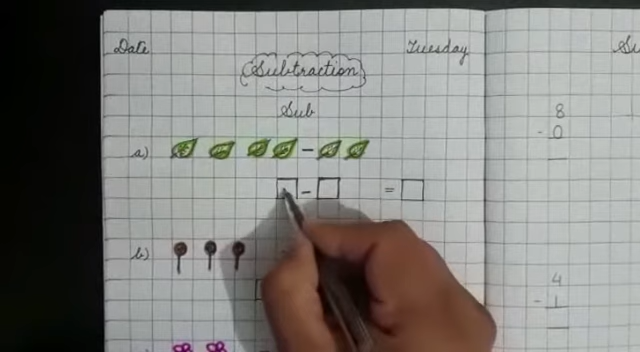 Date Tuesday
Subtraction
Sub
a) -
- =
b)
8
- 0
4
- 1